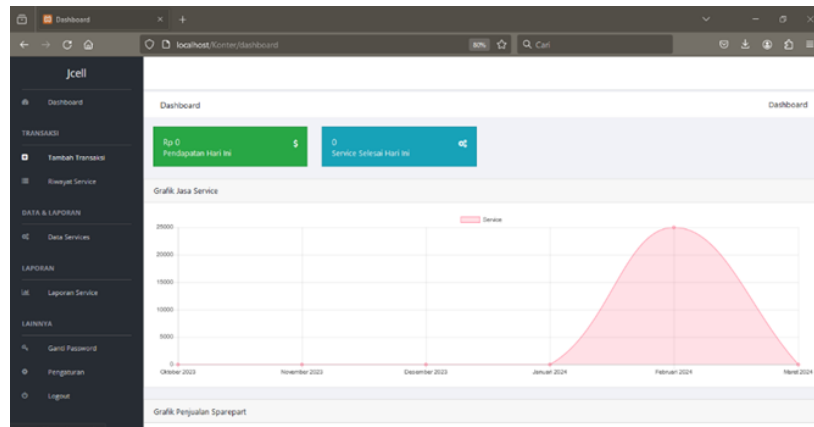 Dashboard
localhost/Konter/dashboard
80%
Cari
Jcell
Dashboard
TRANSAKSI
Tambah Transaksi
Riwayat Service
DATA & LAPORAN
Data Services
LAPORAN
Laporan Service
LAINNYA
Ganti Password
Pengaturan
Logout
Dashboard
Dashboard
Rp 0
Pendapatan Hari Ini
$
0
Service Selesai Hari Ini
Grafik Jasa Service
Service
25000
20000
15000
10000
5000
0
Oktober 2023
November 2023
Desember 2023
Januari 2024
Februari 2024
Maret 2024
Grafik Penjualan Sparepart